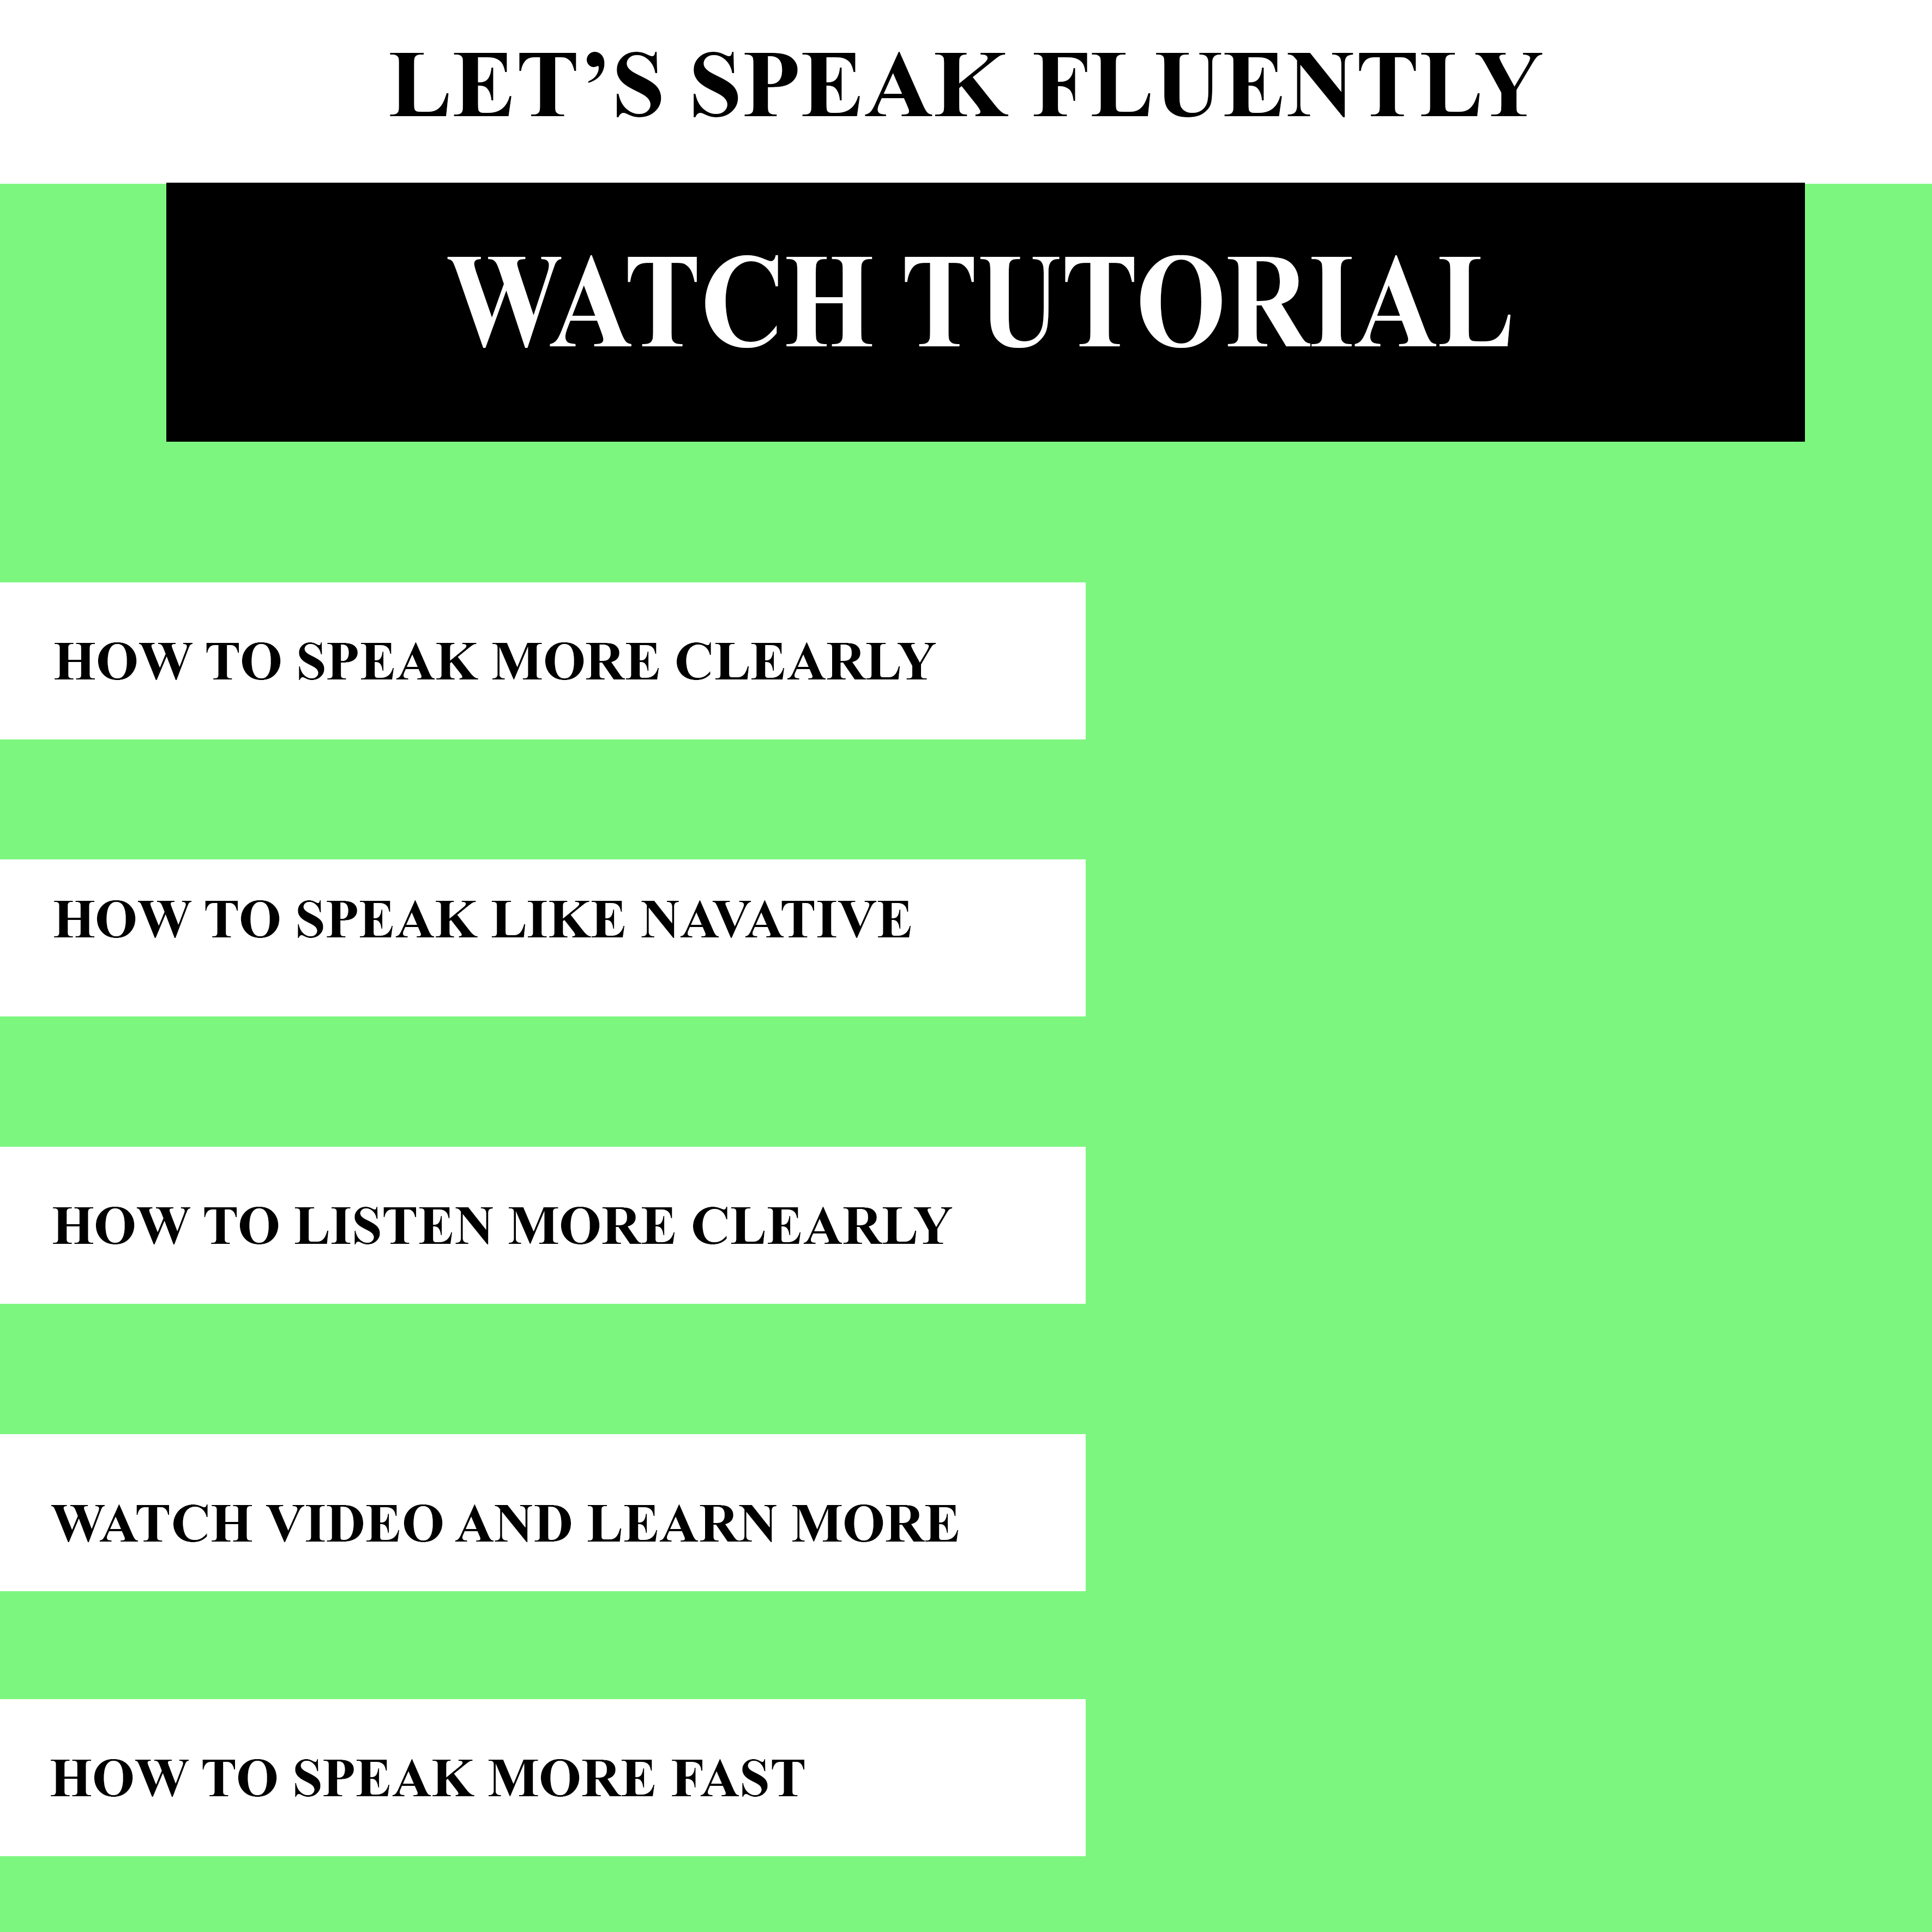 LET’S SPEAK FLUENTLY
WATCH TUTORIAL
HOW TO SPEAK MORE CLEARLY
HOW TO SPEAK LIKE NAVATIVE
HOW TO LISTEN MORE CLEARLY
WATCH VIDEO AND LEARN MORE
HOW TO SPEAK MORE FAST